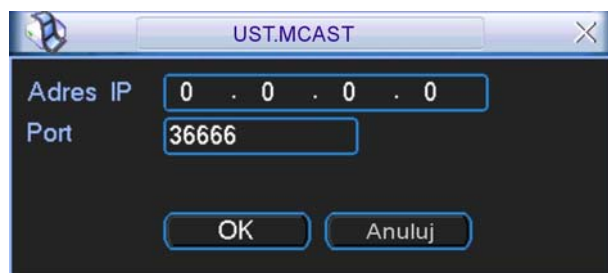 UST.MCAST
Adres IP 0 . 0 . 0 . 0
Port 36666
OK Anuluj